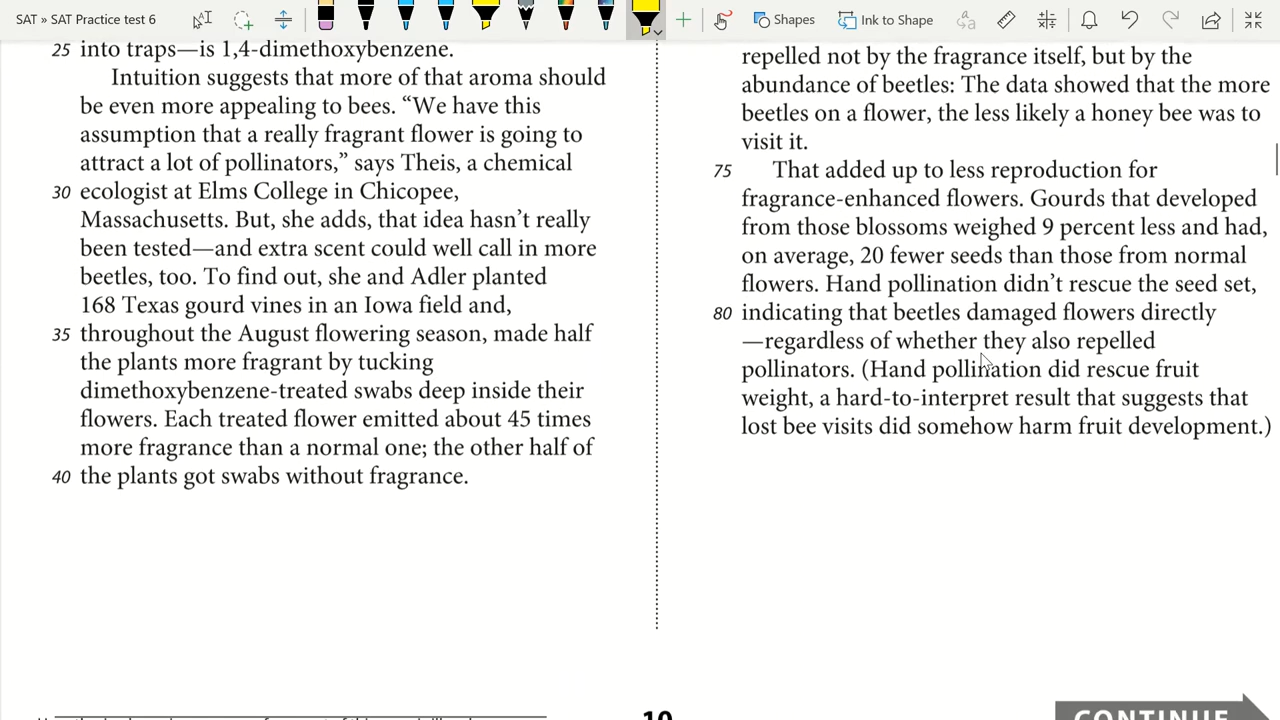 SAT » SAT Practice test 6
Shapes
Ink to Shape
25 into traps—is 1,4-dimethoxybenzene.
Intuition suggests that more of that aroma should
be even more appealing to bees. “We have this
assumption that a really fragrant flower is going to
attract a lot of pollinators,” says Theis, a chemical
30 ecologist at Elms College in Chicopee,
Massachusetts. But, she adds, that idea hasn’t really
been tested—and extra scent could well call in more
beetles, too. To find out, she and Adler planted
168 Texas gourd vines in an Iowa field and,
35 throughout the August flowering season, made half
the plants more fragrant by tucking
dimethoxybenzene-treated swabs deep inside their
flowers. Each treated flower emitted about 45 times
more fragrance than a normal one; the other half of
40 the plants got swabs without fragrance.
repelled not by the fragrance itself, but by the
abundance of beetles: The data showed that the more
beetles on a flower, the less likely a honey bee was to
visit it.
75 That added up to less reproduction for
fragrance-enhanced flowers. Gourds that developed
from those blossoms weighed 9 percent less and had,
on average, 20 fewer seeds than those from normal
flowers. Hand pollination didn’t rescue the seed set,
80 indicating that beetles damaged flowers directly
—regardless of whether they also repelled
pollinators. (Hand pollination did rescue fruit
weight, a hard-to-interpret result that suggests that
lost bee visits did somehow harm fruit development.)
10
CONTINUE